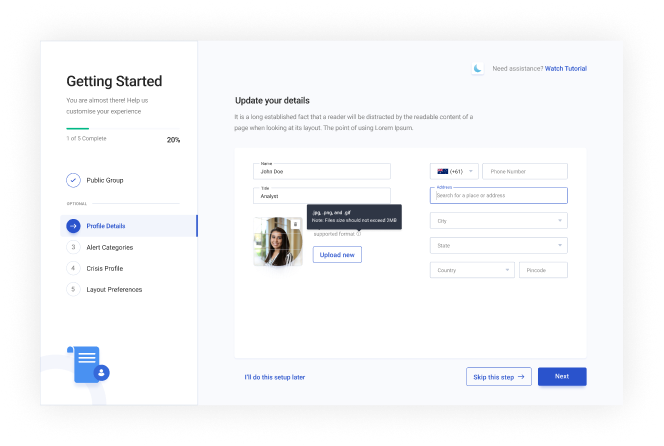 Getting Started
You are almost there! Help us
customise your experience
1 of 5 Complete
20%
Public Group
OPTIONAL
Profile Details
3 Alert Categories
4 Crisis Profile
5 Layout Preferences
Need assistance? Watch Tutorial
Update your details
It is a long established fact that a reader will be distracted by the readable content of a
page when looking at its layout. The point of using Lorem Ipsum.
Name
John Doe
Title
Analyst
.jpg, .png, and .gif
Note: Files size should not exceed 2MB
supported format
Upload new
(+61)
Phone Number
Address
Search for a place or address
City
State
Country
Pincode
I'll do this setup later
Skip this step
Next